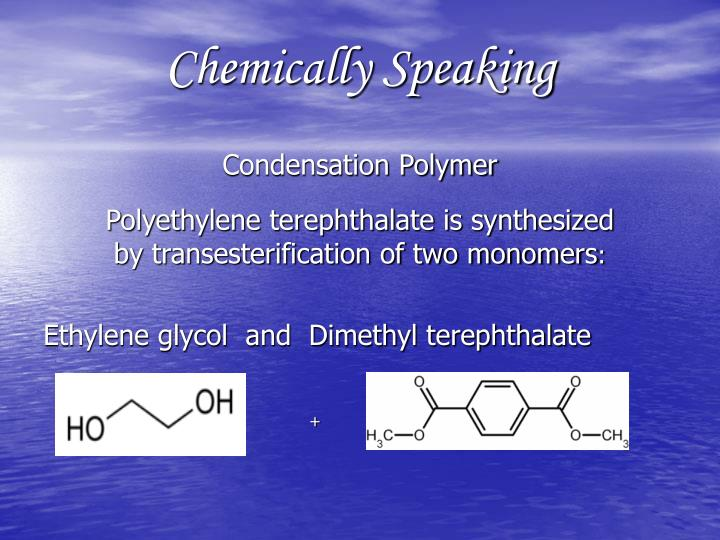 Chemically Speaking
Condensation Polymer
Polyethylene terephthalate is synthesized
by transesterification of two monomers:
Ethylene glycol and Dimethyl terephthalate
HO OH
+
O O
H3C O O CH3